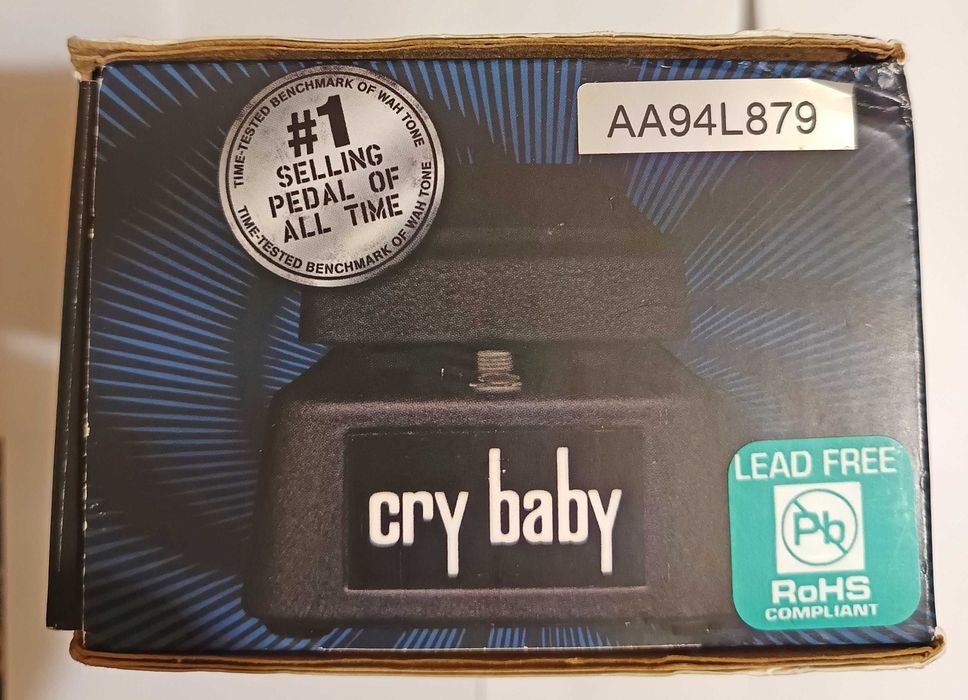 TIME-TESTED BENCHMARK OF WAH TONE
#1
SELLING
PEDAL OF
ALL TIME
TIME-TESTED BENCHMARK OF WAH TONE
AA94L879
cry baby
LEAD FREE
Pb
RoHS
COMPLIANT